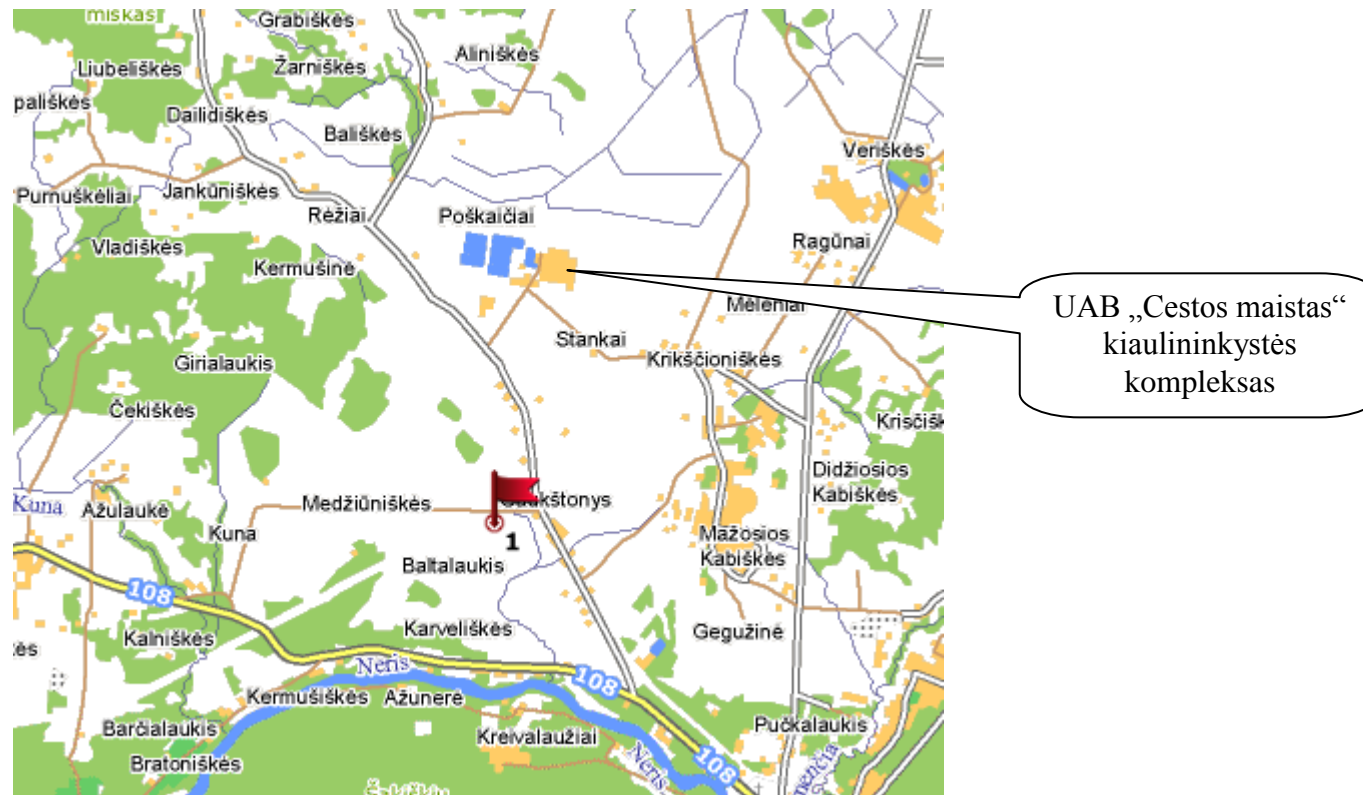 miškas
Grabiškės
Aliniškės
Liubeliškės
Žarniškės
pališkės
Dailidiškės
Bališkės
Veriškės
Purnuškėliai
Jankūniškės
Rėžiai
Poškaičiai
Vladiškės
Ragūnai
Kermušinė
Mėleniai
UAB „Cestos maistas“
kiaulininkystės
kompleksas
Stankai
Krikščioniškės
Girialaukis
Čekiškės
Krisčišk
Didžiosios
Kabiškės
Medžiūniškės
kštonys
Kuna
Ažulaukė
Kuna
1
Mažosios
Kabiškės
Baltalaukis
108
Kalniškės
Karveliškės
Gegužinė
ės
Neris
108
Kermušiškės
Ažunerė
Barčialaukis
Pučkalaukis
Kreivalaužiai
Bratoniškės
Neris
108